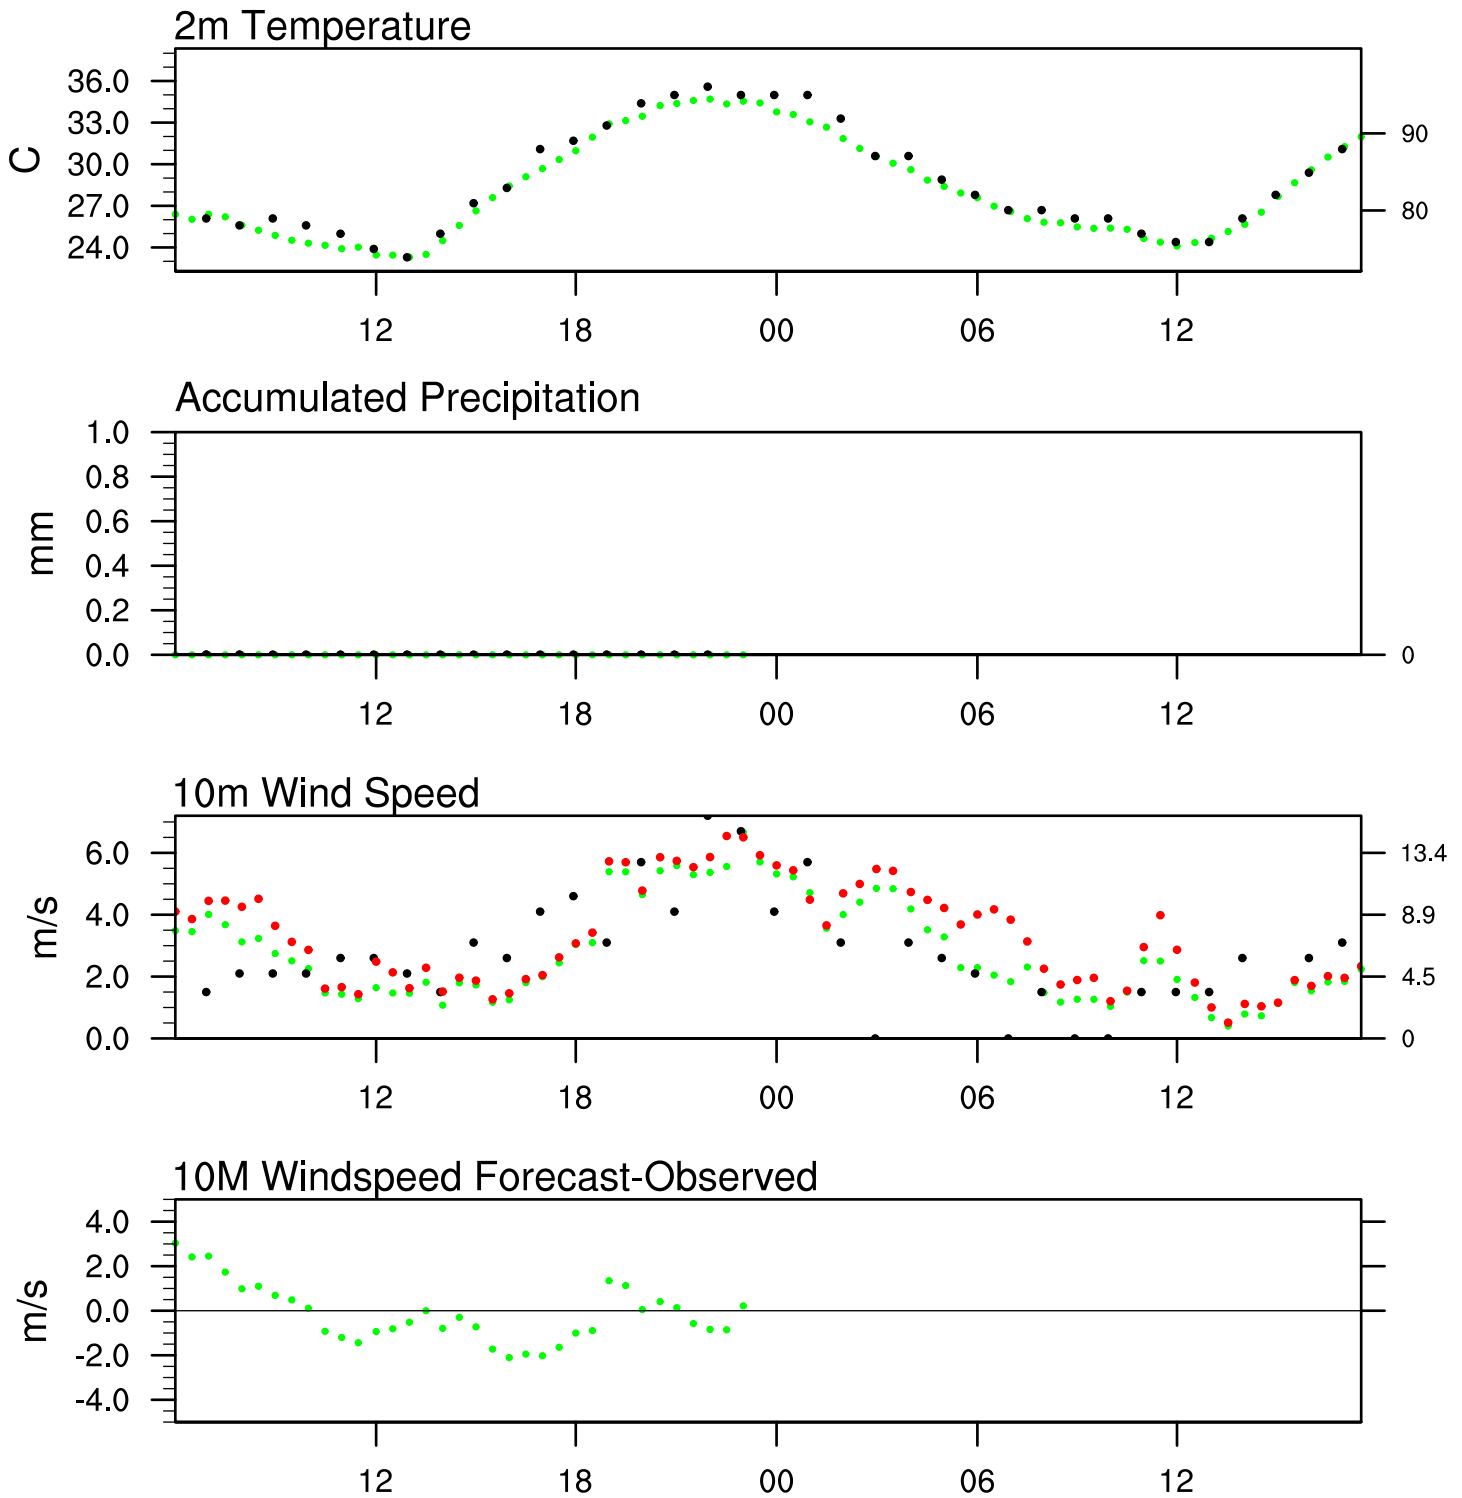 2m Temperature
36.0
33.0
90
30.0
C
27.0
80
24.0
12 18 00 06 12
Accumulated Precipitation
1.0
0.8
0.6
mm
0.4
0.2
0.0 0
12 18 00 06 12
10m Wind Speed
6.0 13.4
4.0 8.9
m/s
2.0 4.5
0.0 0
12 18 00 06 12
10M Windspeed Forecast-Observed
4.0
2.0
0.0
m/s
-2.0
-4.0
12 18 00 06 12